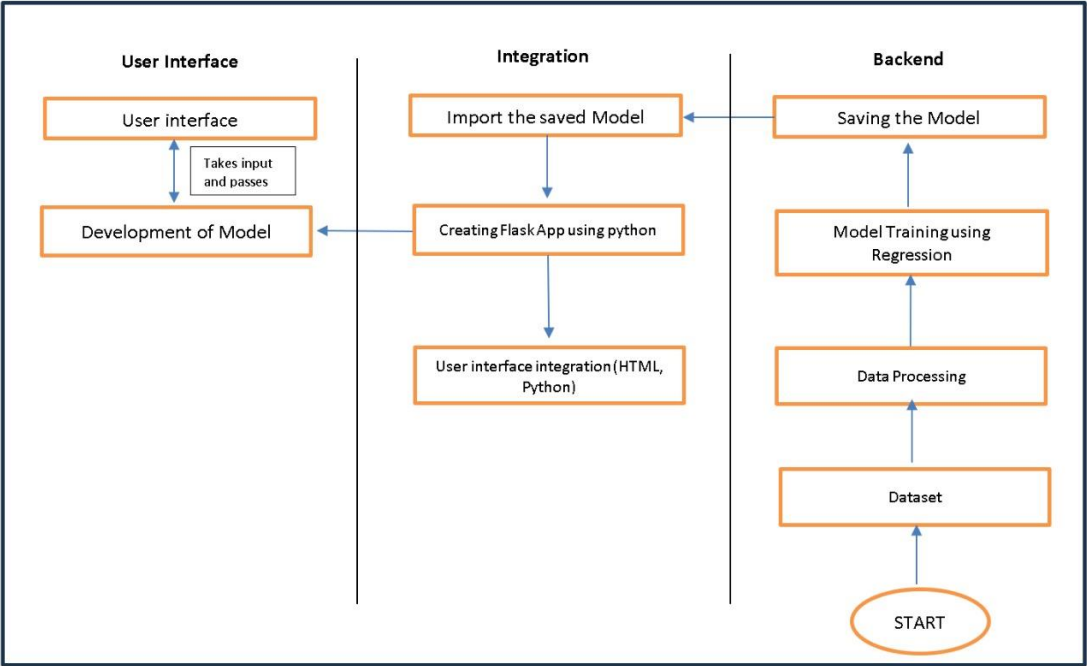 User Interface
User interface
Takes input
and passes
Development of Model
Integration
Import the saved Model
Creating Flask App using python
User interface integration (HTML,
Python)
Backend
Saving the Model
Model Training using
Regression
Data Processing
Dataset
START